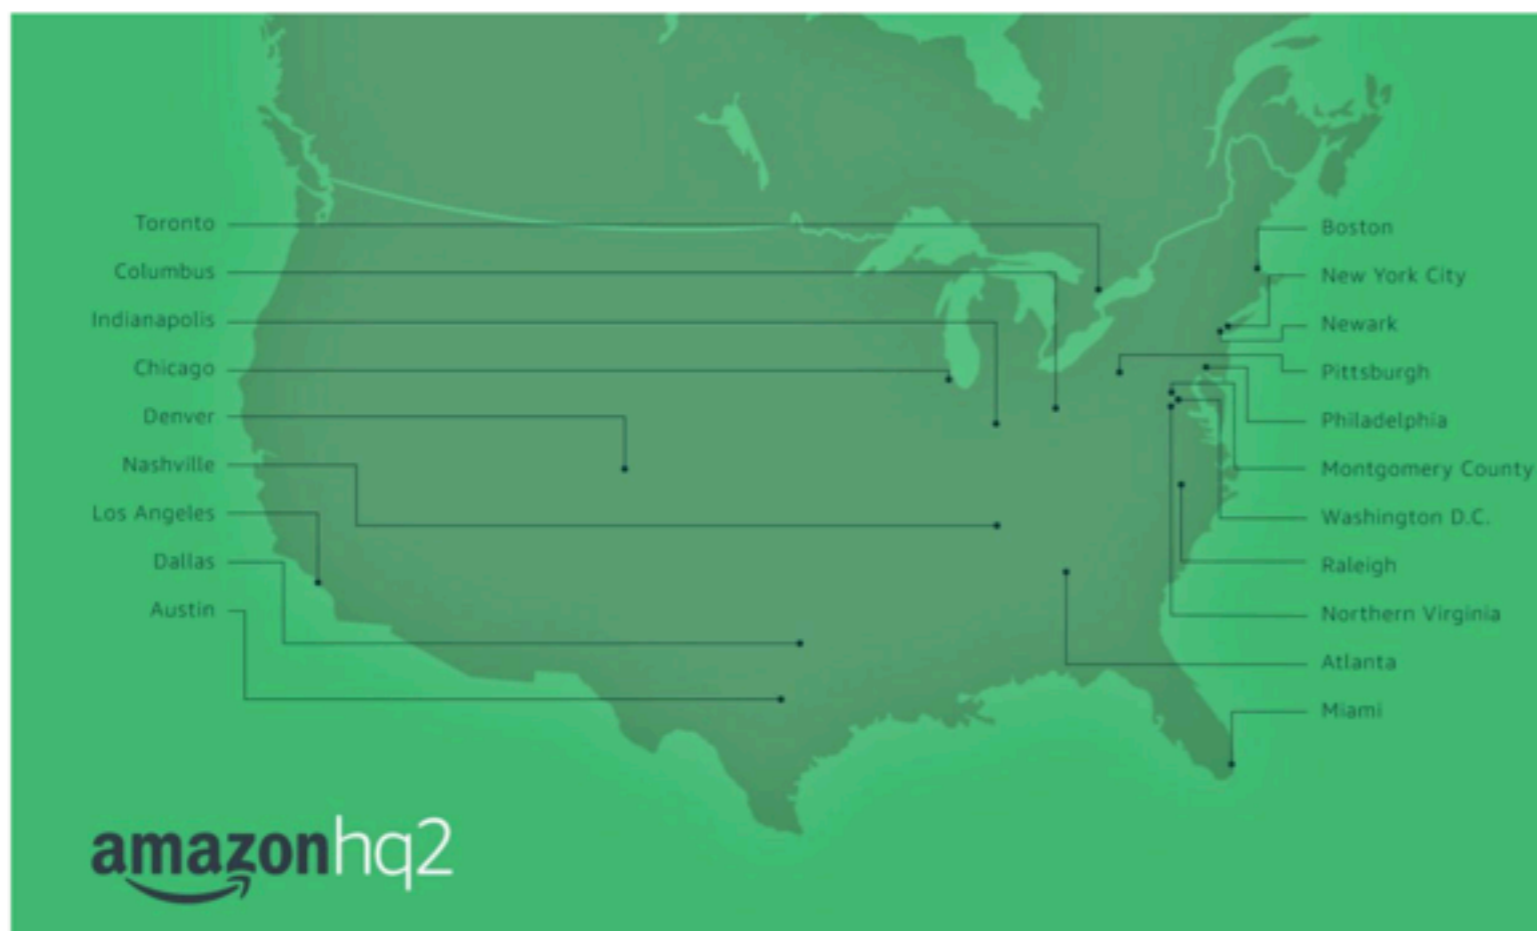 Toronto
Columbus
Indianapolis
Chicago
Denver
Nashville
Los Angeles
Dallas
Austin
Boston
New York City
Newark
Pittsburgh
Philadelphia
Montgomery County
Washington D.C.
Raleigh
Northern Virginia
Atlanta
Miami
amazonhq2